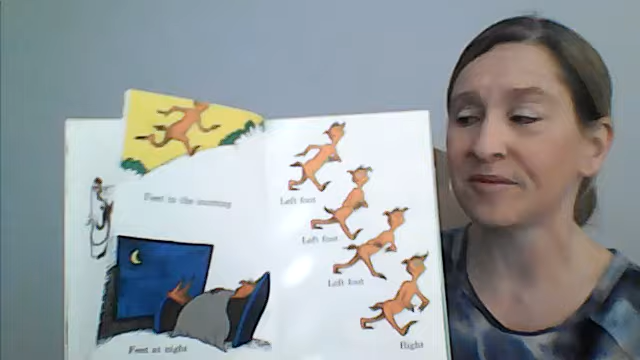 Feet in the morning
Feet at night
Left foot
Left foot
Left foot
Right